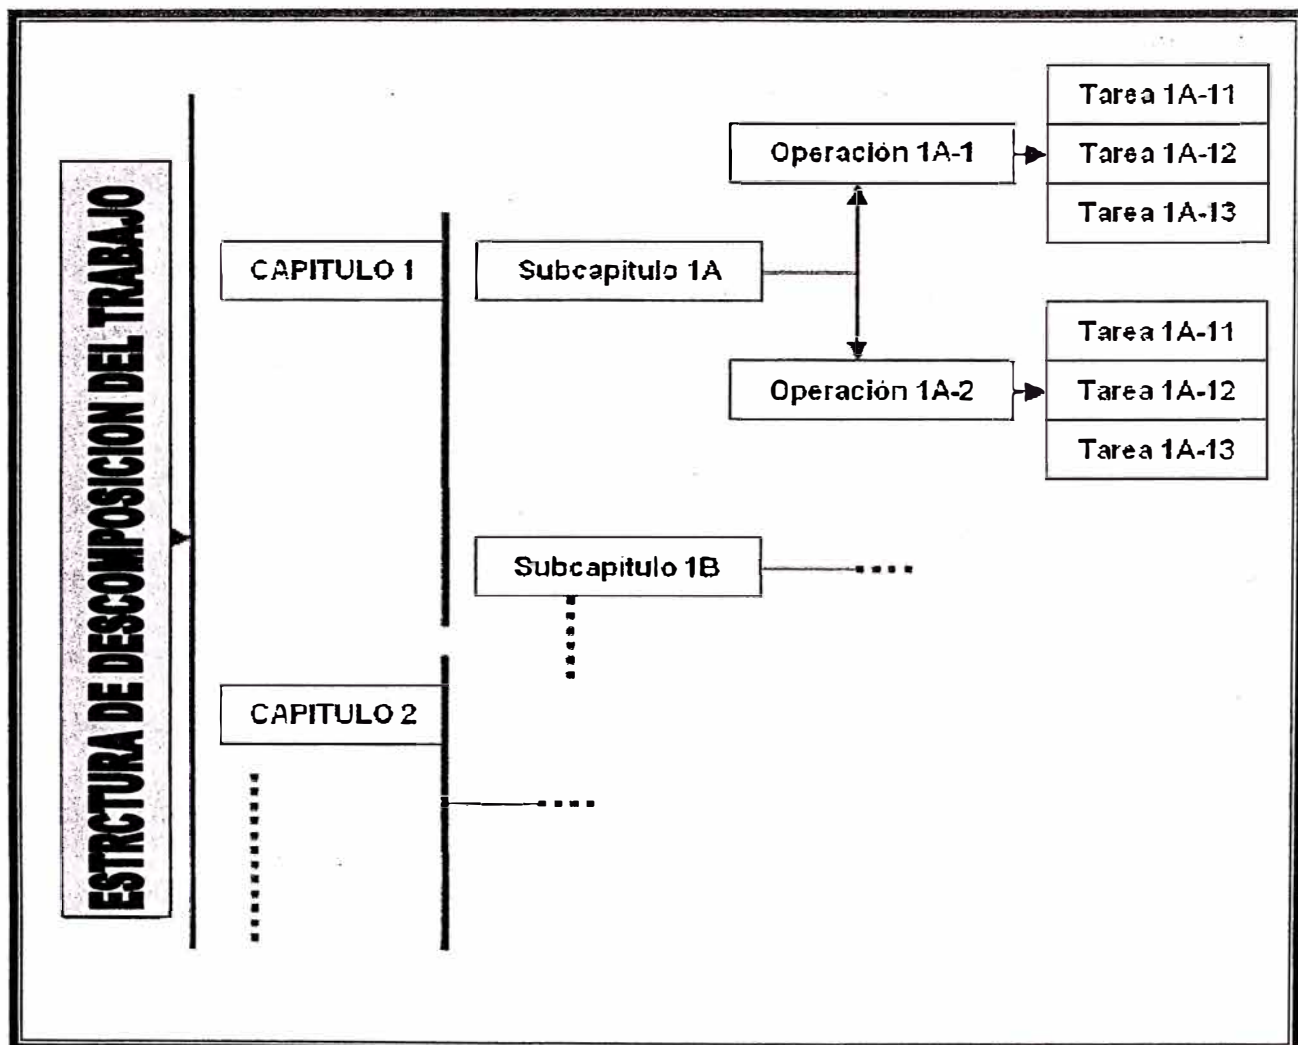 ESTRCTURA DE DESCOMPOSICION DEL TRABAJO
CAPITULO 1
Subcapitulo 1A
Operación 1A-1
Tarea 1A-11
Tarea 1A-12
Tarea 1A-13
Operación 1A-2
Tarea 1A-11
Tarea 1A-12
Tarea 1A-13
Subcapitulo 1B
CAPITULO 2